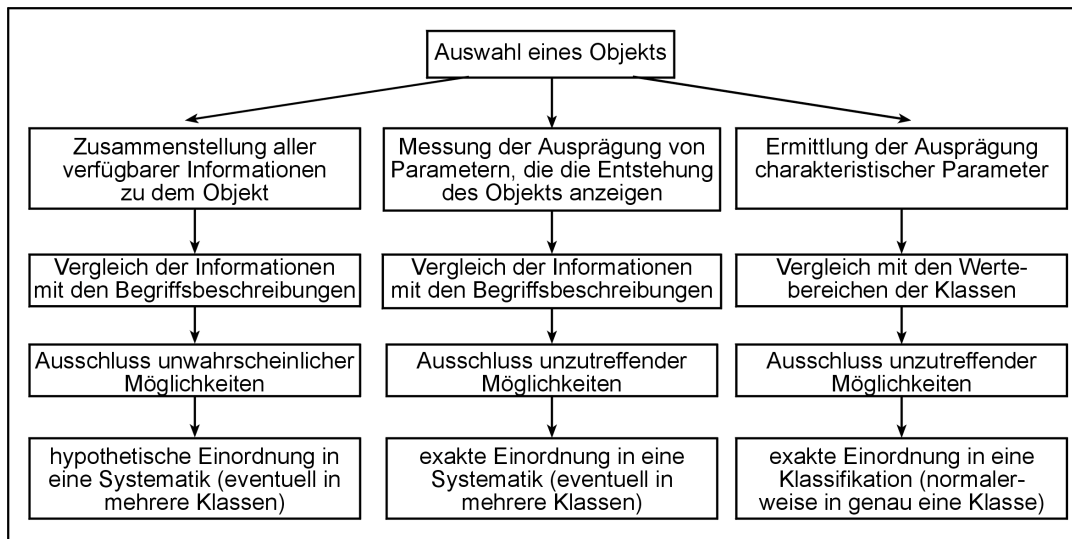 Auswahl eines Objekts
Zusammenstellung aller
verfügbarer Informationen
zu dem Objekt
Messung der Ausprägung von
Parametern, die die Entstehung
des Objekts anzeigen
Ermittlung der Ausprägung
charakteristischer Parameter
Vergleich der Informationen
mit den Begriffsbeschreibungen
Vergleich der Informationen
mit den Begriffsbeschreibungen
Vergleich mit den Werte-
bereichen der Klassen
Ausschluss unwahrscheinlicher
Möglichkeiten
Ausschluss unzutreffender
Möglichkeiten
Ausschluss unzutreffender
Möglichkeiten
hypothetische Einordnung in
eine Systematik (eventuell in
mehrere Klassen)
exakte Einordnung in eine
Systematik (eventuell in
mehrere Klassen)
exakte Einordnung in eine
Klassifikation (normaler-
weise in genau eine Klasse)